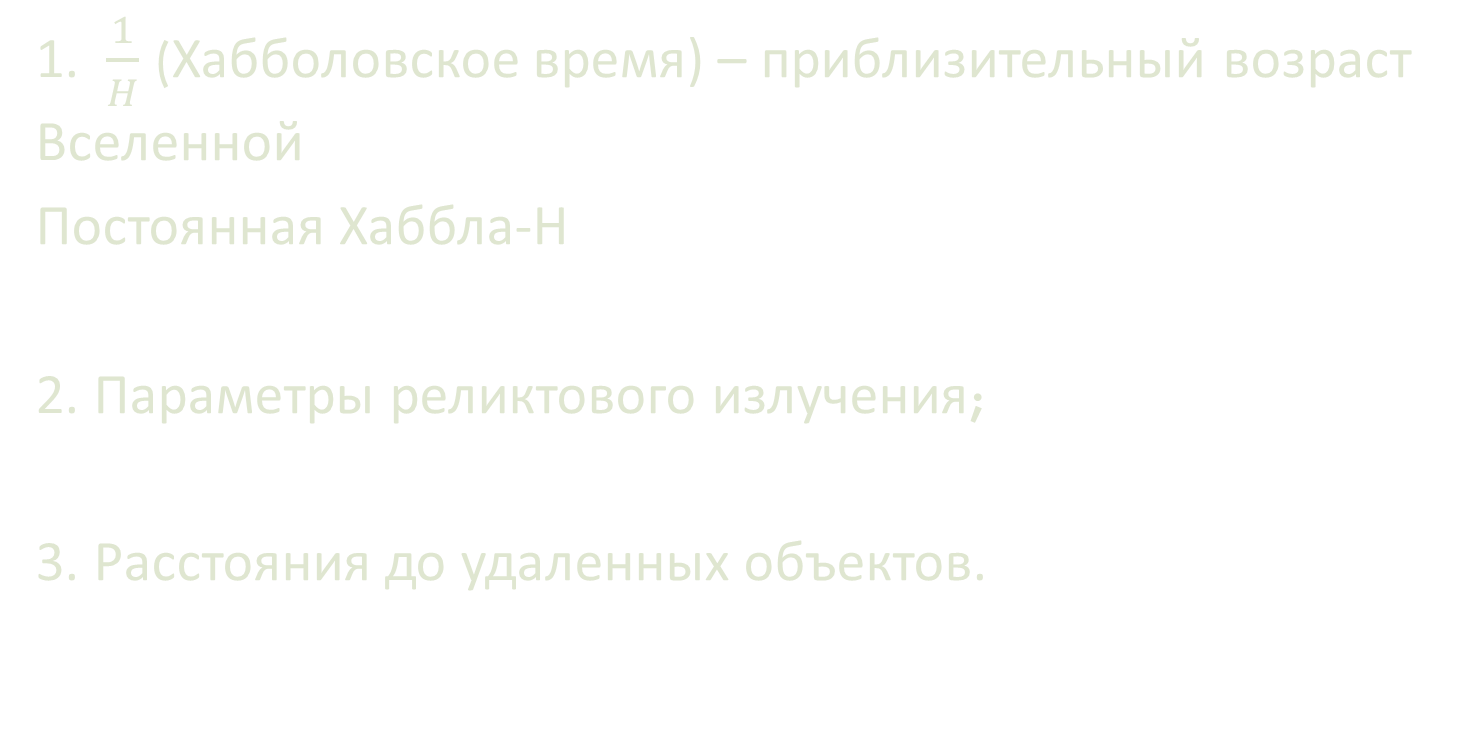 1. 1/H (Хабболовское время) – приблизительный возраст
Вселенной
Постоянная Хаббла-Н
2. Параметры реликтового излучения;
3. Расстояния до удаленных объектов.